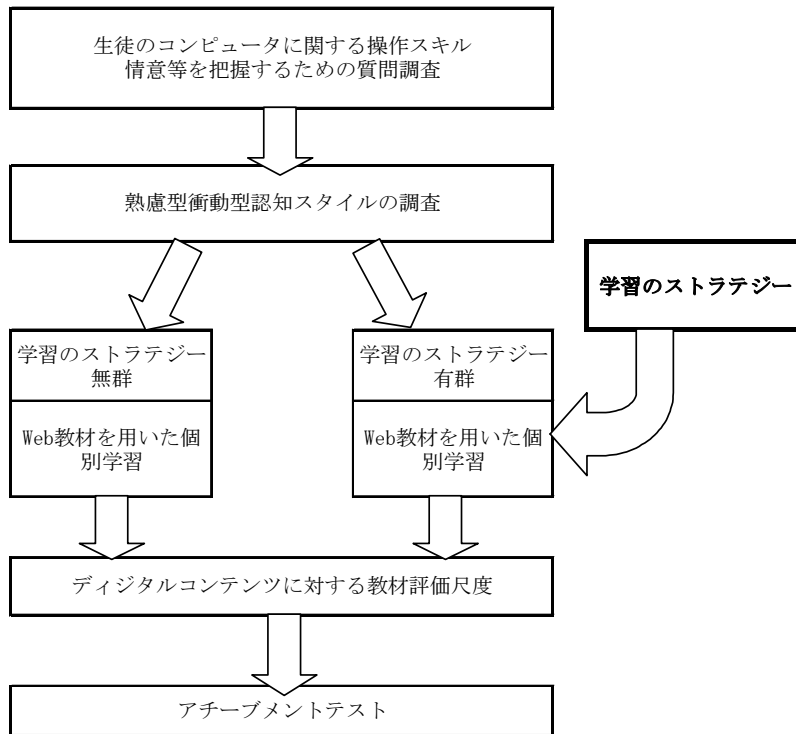 生徒のコンピュータに関する操作スキル
情意等を把握するための質問調査
熟慮型衝動型認知スタイルの調査
学習のストラテジー
学習のストラテジー
無群
Web教材を用いた個
別学習
学習のストラテジー
有群
Web教材を用いた個
別学習
ディジタルコンテンツに対する教材評価尺度
アチーブメントテスト